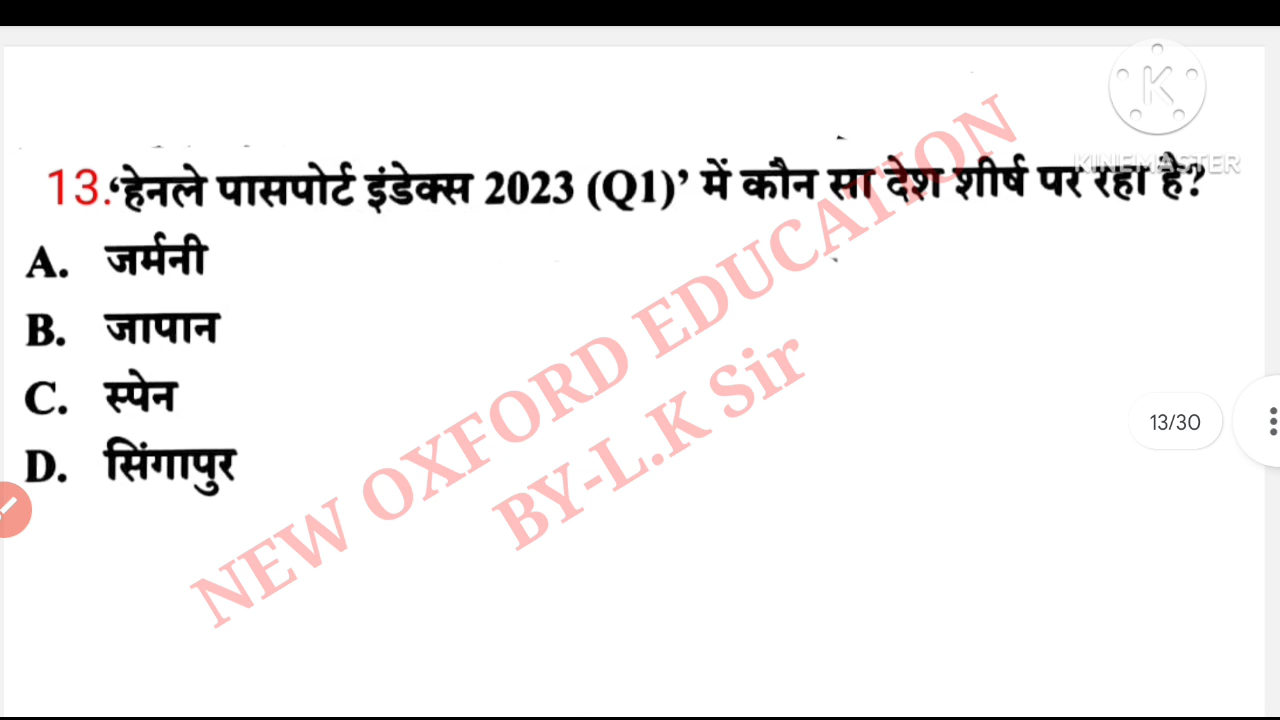 KINEMASTER
13.‘हेनले पासपोर्ट इंडेक्स 2023 (Q1)’ में कौन सा देश शीर्ष पर रहा है?
A. जर्मनी
B. जापान
C. स्पेन
D. सिंगापुर
13/30
NEW OXFORD EDUCATION
BY-L.K Sir